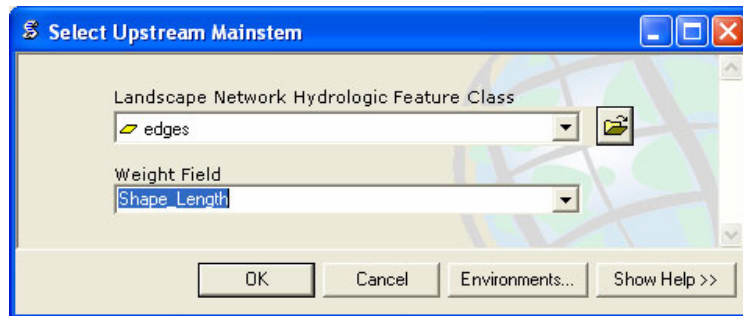 Select Upstream Mainstem
Landscape Network Hydrologic Feature Class
edges
Weight Field
Shape_Length
OK Cancel Environments... Show Help >>